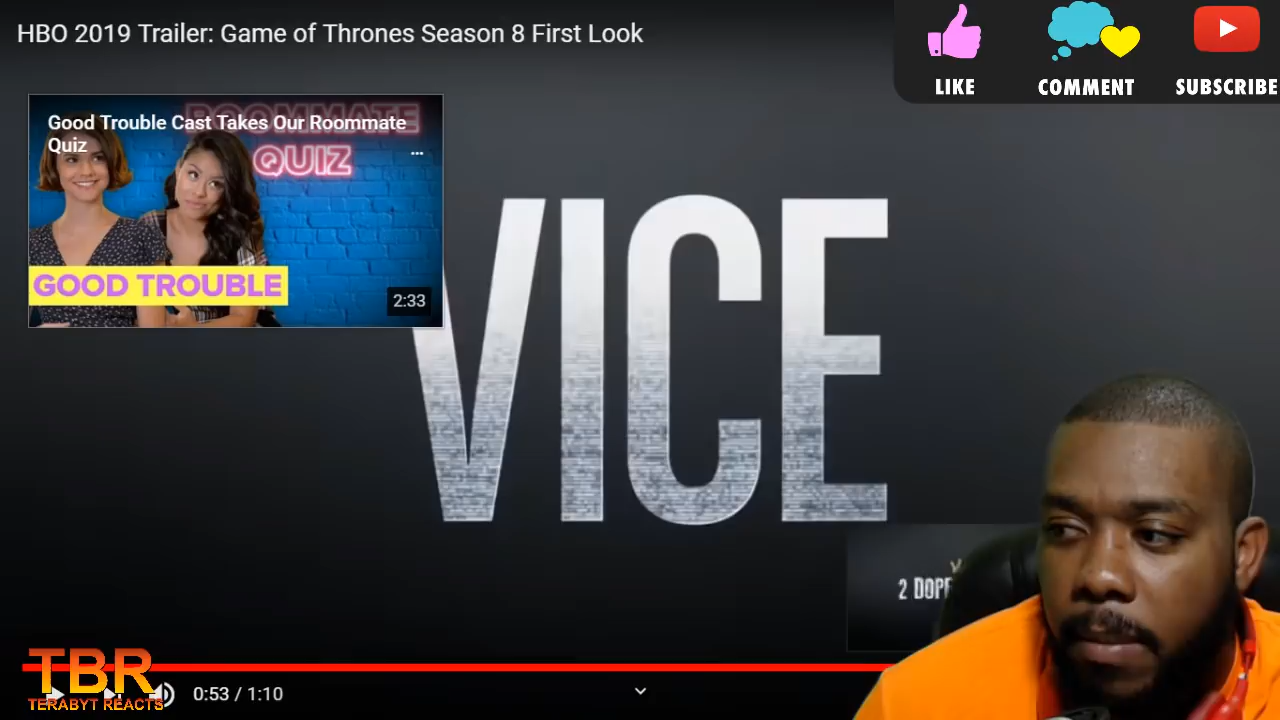 HBO 2019 Trailer: Game of Thrones Season 8 First Look
LIKE
COMMENT
SUBSCRIBE
ROOMMATE
QUIZ
Good Trouble Cast Takes Our Roommate
Quiz
GOOD TROUBLE
2:33
VICE
2 DOPE
TBR
TERABYT REACTS
0:53 / 1:10